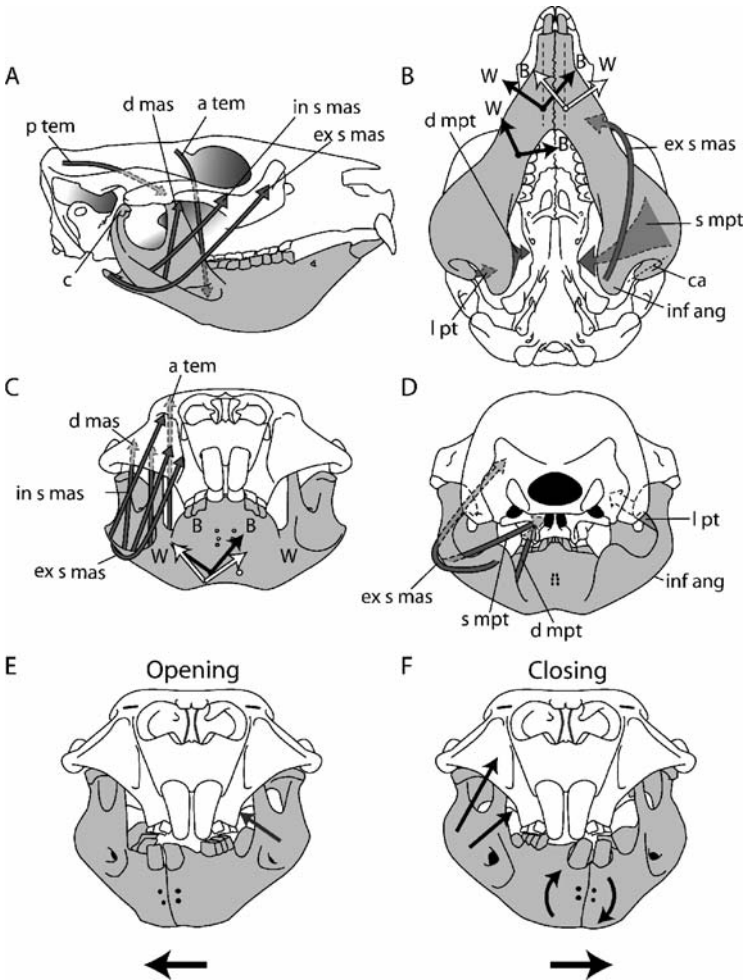 A
p tem
d mas
a tem
in s mas
ex s mas
c
B
W
B
B
W
W
B
d mpt
ex s mas
s mpt
l pt
ca
inf ang
C
a tem
d mas
in s mas
B
B
W
W
ex s mas
D
l pt
ex s mas
inf ang
s mpt
d mpt
E
Opening
F
Closing